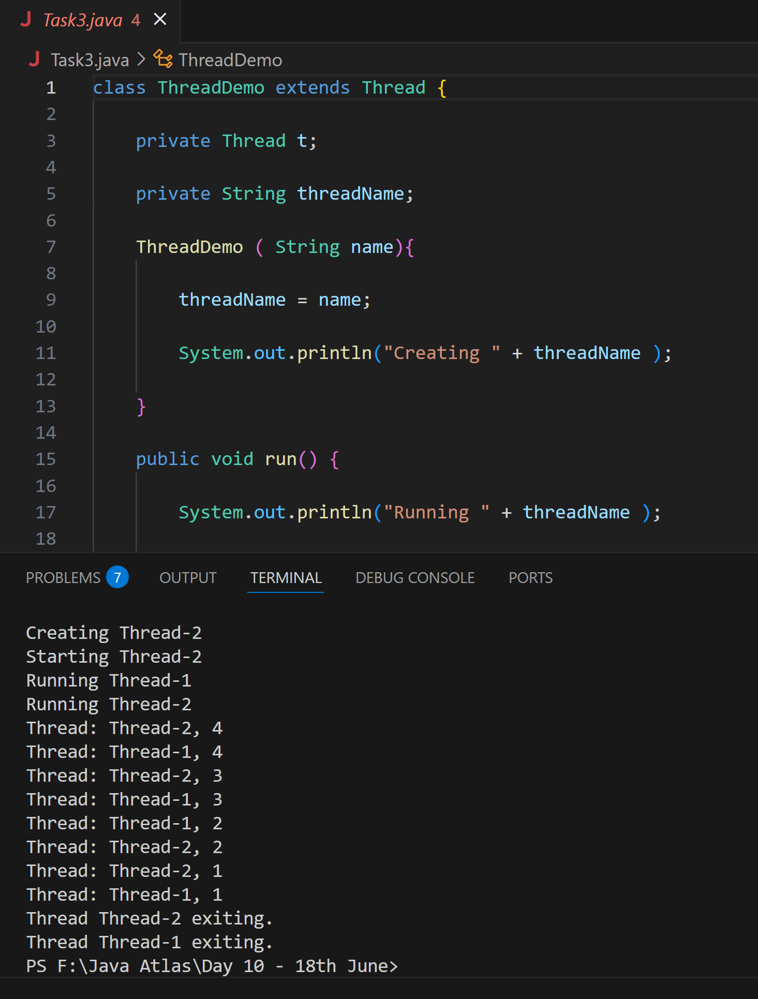 J Task3.java 4 ×
J Task3.java > ThreadDemo
1 class ThreadDemo extends Thread {
2
3     private Thread t;
4
5     private String threadName;
6
7     ThreadDemo ( String name){
8
9         threadName = name;
10
11         System.out.println("Creating " + threadName );
12
13     }
14
15     public void run() {
16
17         System.out.println("Running " + threadName );
18
PROBLEMS 7 OUTPUT TERMINAL DEBUG CONSOLE PORTS
Creating Thread-2
Starting Thread-2
Running Thread-1
Running Thread-2
Thread: Thread-2, 4
Thread: Thread-1, 4
Thread: Thread-2, 3
Thread: Thread-1, 3
Thread: Thread-1, 2
Thread: Thread-2, 2
Thread: Thread-2, 1
Thread: Thread-1, 1
Thread Thread-2 exiting.
Thread Thread-1 exiting.
PS F:\Java Atlas\Day 10 - 18th June>